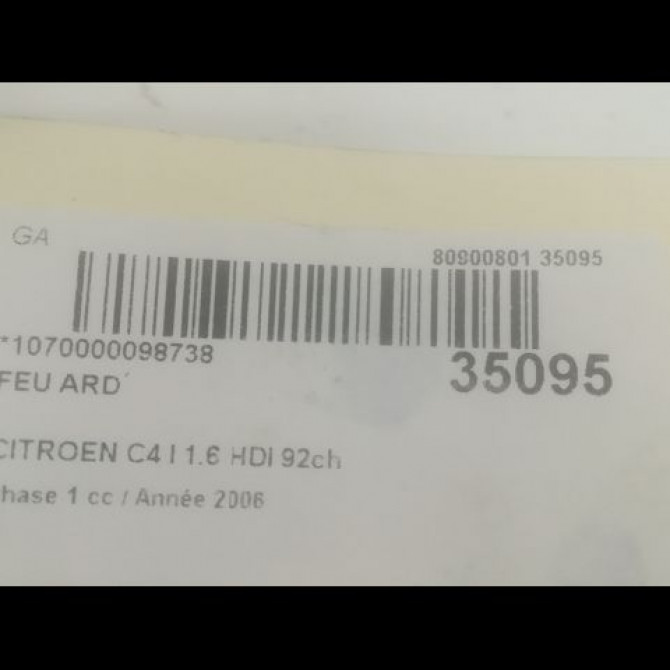 GA
80900801 35095
*1070000098738
35095
FEU ARD´
CITROEN C4 I 1.6 HDI 92ch
hase 1 cc / Année 2006